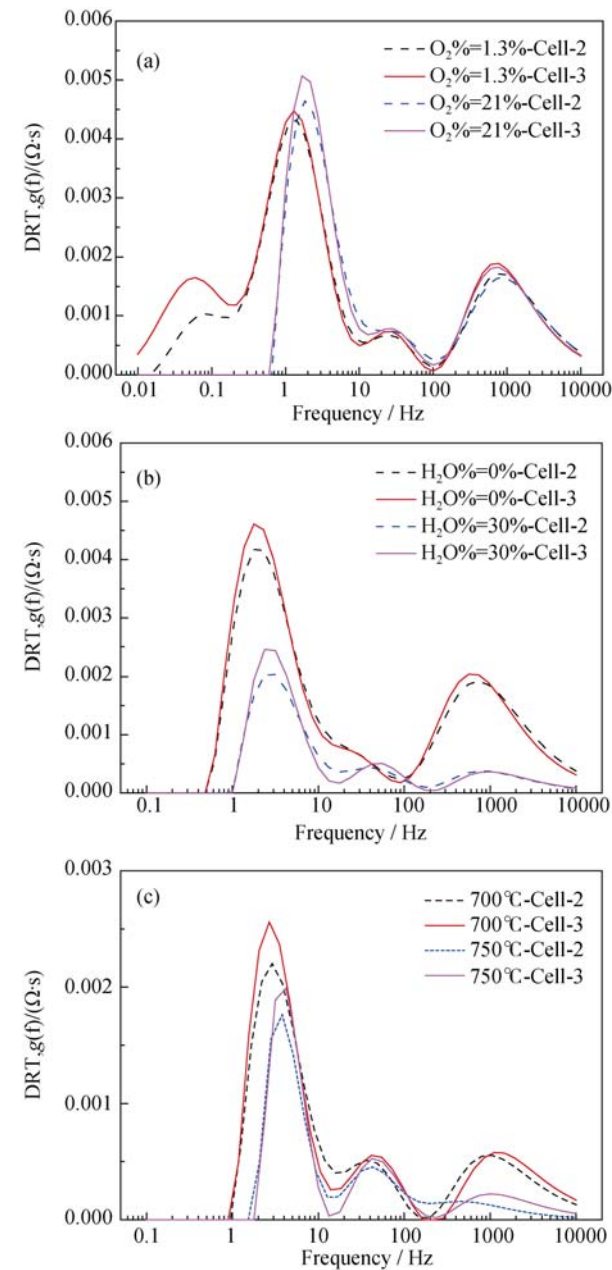 (a)
O₂%=1.3%-Cell-2
O₂%=1.3%-Cell-3
O₂%=21%-Cell-2
O₂%=21%-Cell-3
DRT,g(f)/(Ω·s)
0.006
0.005
0.004
0.003
0.002
0.001
0.000
0.01 0.1 1 10 100 1000 10000
Frequency / Hz
(b)
H₂O%=0%-Cell-2
H₂O%=0%-Cell-3
H₂O%=30%-Cell-2
H₂O%=30%-Cell-3
DRT,g(f)/(Ω·s)
0.006
0.005
0.004
0.003
0.002
0.001
0.000
0.1 1 10 100 1000 10000
Frequency / Hz
(c)
700℃-Cell-2
700℃-Cell-3
750℃-Cell-2
750℃-Cell-3
DRT,g(f)/(Ω·s)
0.003
0.002
0.001
0.000
0.1 1 10 100 1000 10000
Frequency / Hz